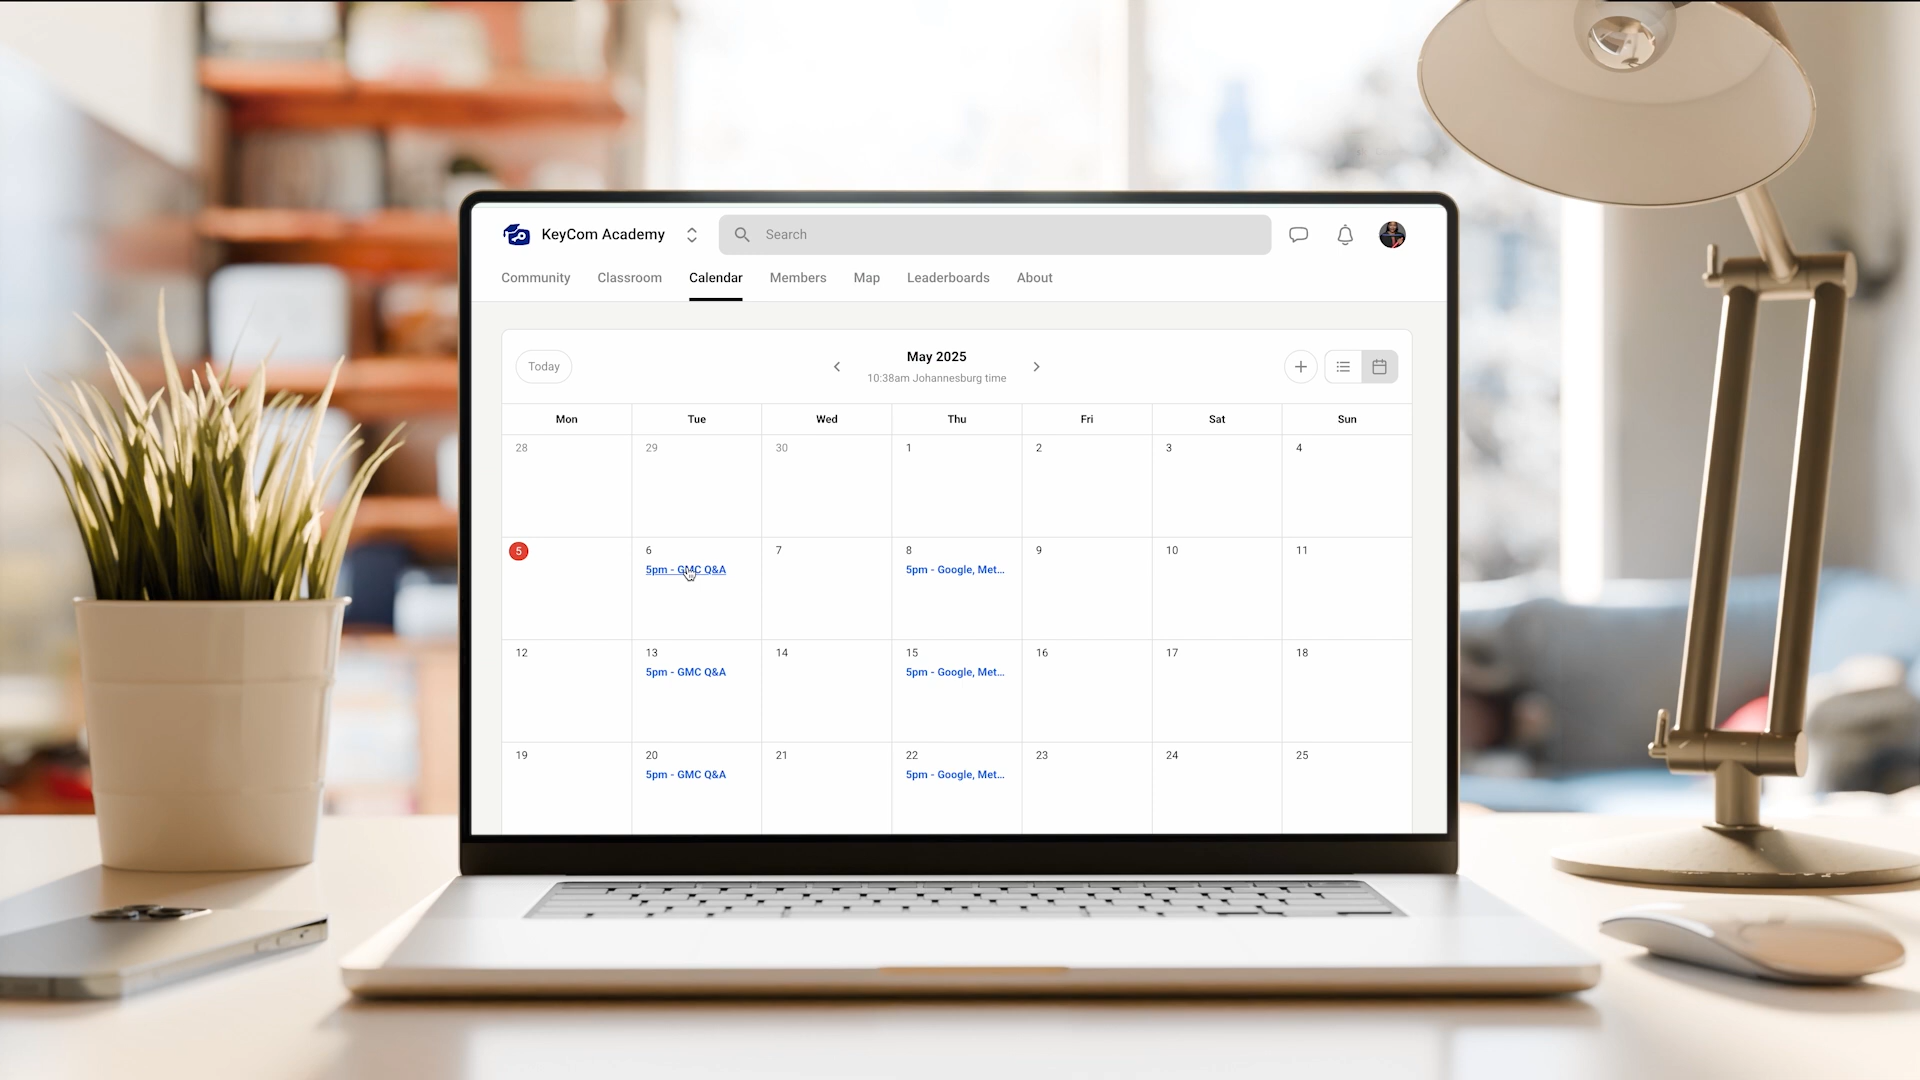 KeyCom Academy
Search
Community Classroom Calendar Members Map Leaderboards About
Today
May 2025
10:38am Johannesburg time
Mon Tue Wed Thu Fri Sat Sun
28 29 30 1 2 3 4
5 6 7 8 9 10 11
5pm - GMC Q&A 5pm - Google, Met...
12 13 14 15 16 17 18
5pm - GMC Q&A 5pm - Google, Met...
19 20 21 22 23 24 25
5pm - GMC Q&A 5pm - Google, Met...